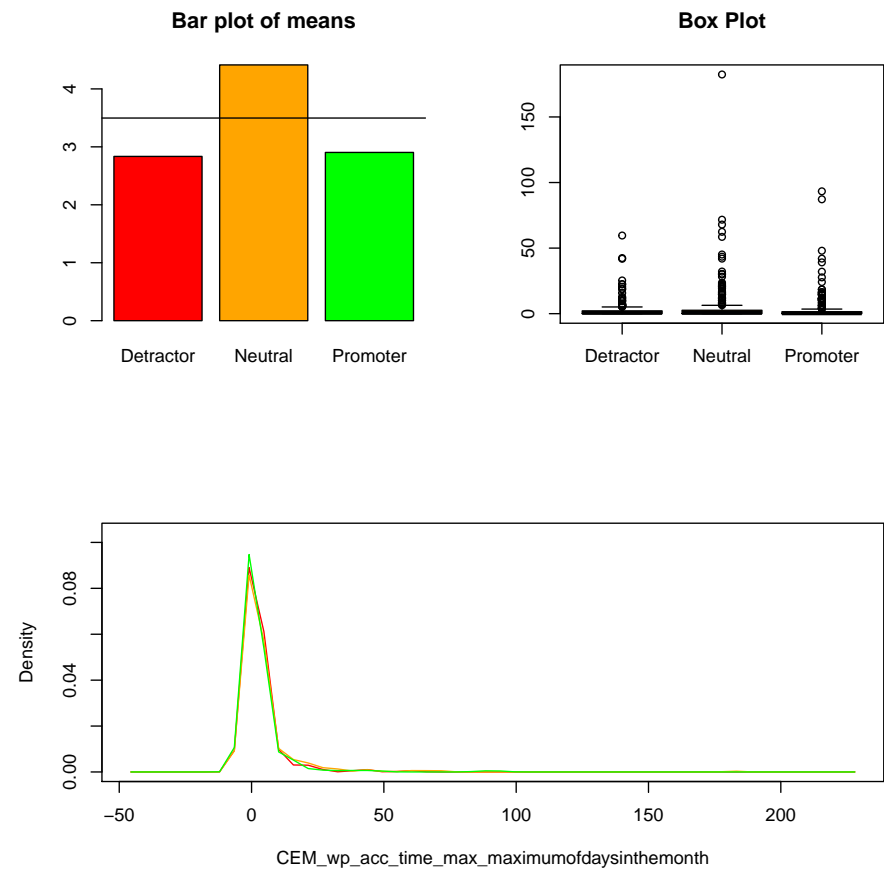 Bar plot of means
4
3
2
1
0
Detractor Neutral Promoter
Box Plot
150
100
50
0
Detractor Neutral Promoter
Density
0.08
0.04
0.00
−50 0 50 100 150 200
CEM_wp_acc_time_max_maximumofdaysinthemonth